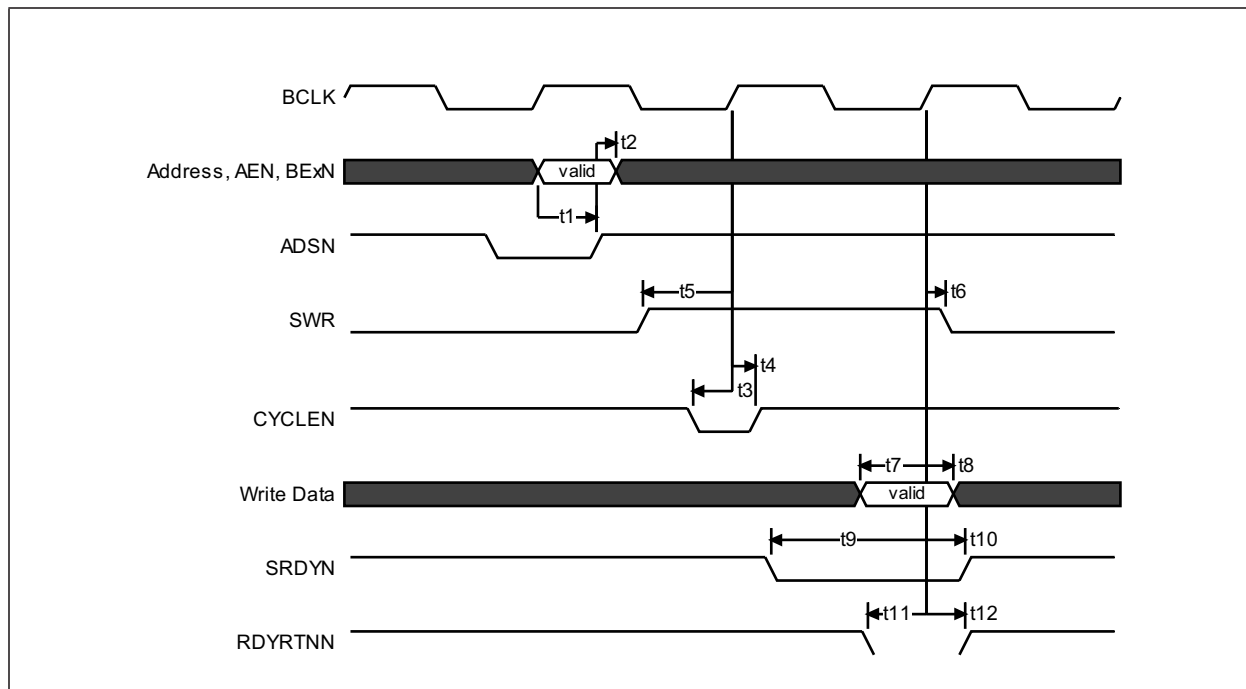 BCLK
t2
Address, AEN, BExN
valid
t1
ADSN
t5
t6
SWR
t4
t3
CYCLEN
t7
t8
Write Data
valid
t9
t10
SRDYN
t11
t12
RDYRTNN